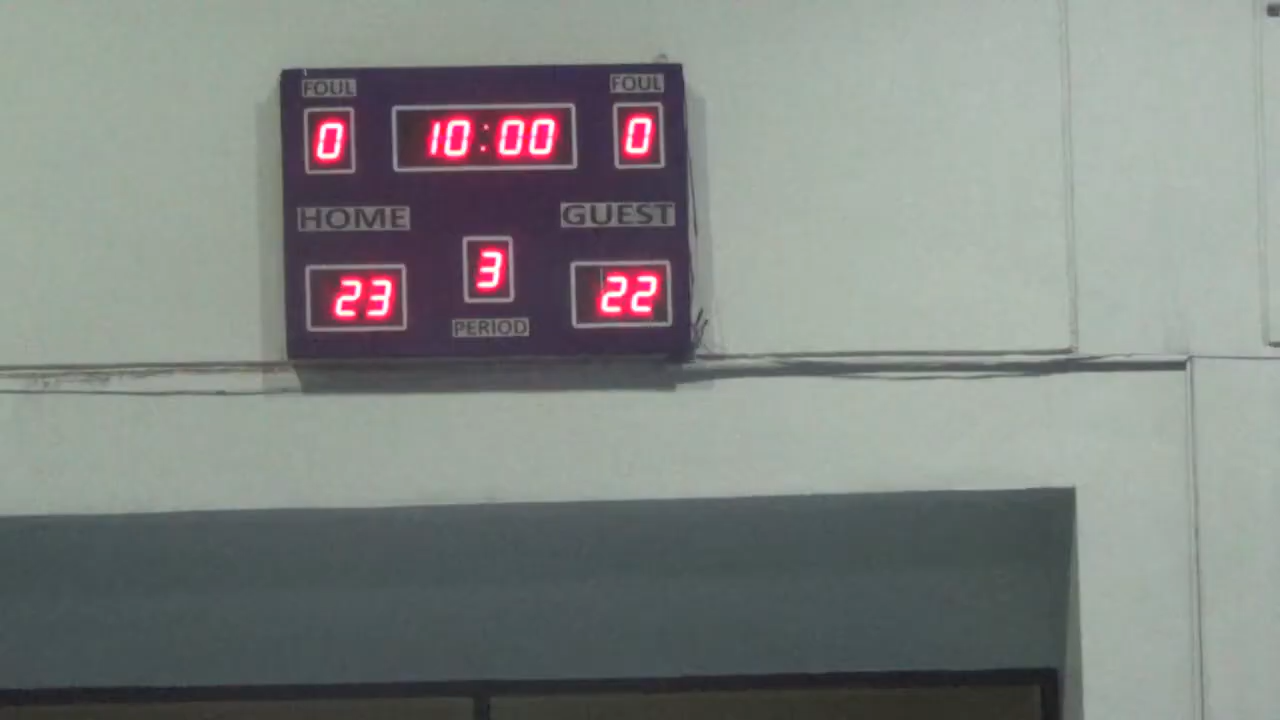 FOUL FOUL
0 10:00 0
HOME GUEST
23 3 22
PERIOD